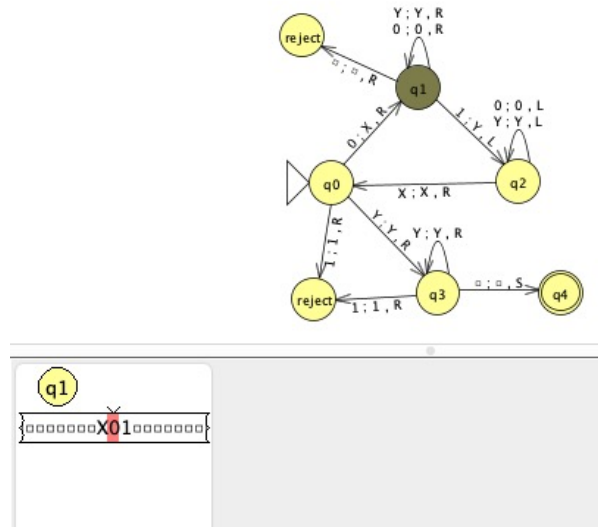 Y ; Y , R
0 ; 0 , R
reject
□ ; □ , R
q1
0 ; X , R
1 ; Y , L
0 ; 0 , L
Y ; Y , L
q0
X ; X , R
q2
1 ; 1 , R
Y ; Y , R
Y ; Y , R
reject
1 ; 1 , R
q3
□ ; □ , S
q4
q1
□□□□□□□X01□□□□□□□